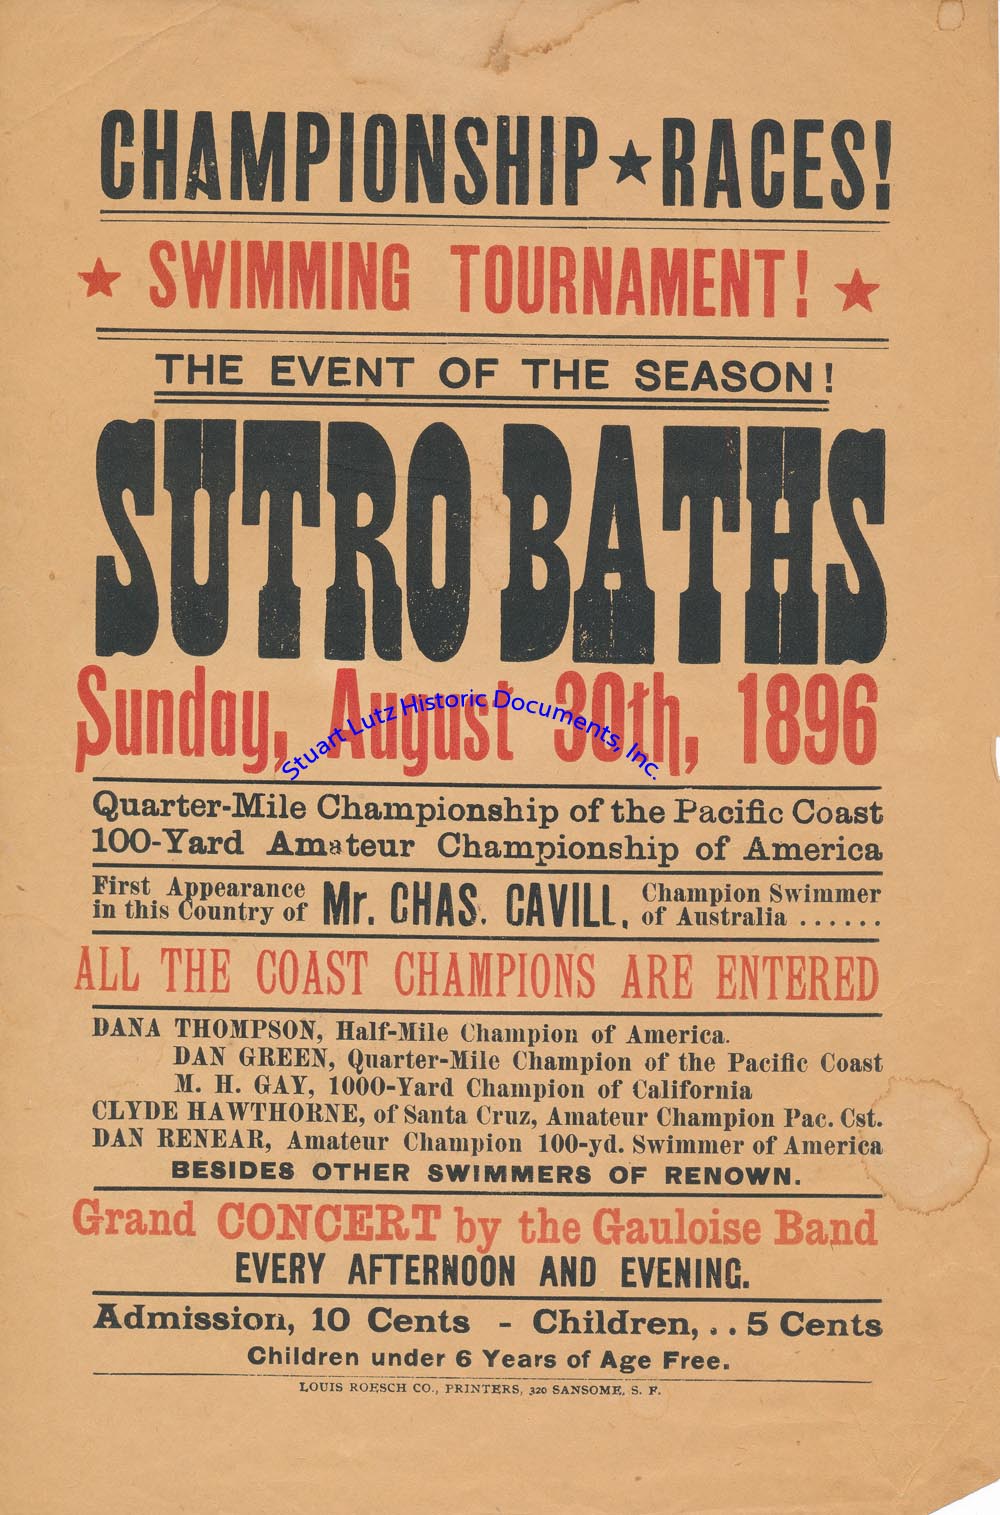 CHAMPIONSHIP ★ RACES!
★ SWIMMING TOURNAMENT! ★
THE EVENT OF THE SEASON!
SUTRO BATHS
Sunday, August 30th, 1896
Stuart Lutz Historic Documents, Inc.
Quarter-Mile Championship of the Pacific Coast
100-Yard Amateur Championship of America
First Appearance in this Country of Mr. CHAS. CAVILL, Champion Swimmer of Australia ......
ALL THE COAST CHAMPIONS ARE ENTERED
DANA THOMPSON, Half-Mile Champion of America.
DAN GREEN, Quarter-Mile Champion of the Pacific Coast
M. H. GAY, 1000-Yard Champion of California
CLYDE HAWTHORNE, of Santa Cruz, Amateur Champion Pac. Cst.
DAN RENEAR, Amateur Champion 100-yd. Swimmer of America
BESIDES OTHER SWIMMERS OF RENOWN.
Grand CONCERT by the Gauloise Band
EVERY AFTERNOON AND EVENING.
Admission, 10 Cents - Children, . . 5 Cents
Children under 6 Years of Age Free.
LOUIS ROESCH CO., PRINTERS, 320 SANSOME, S. F.